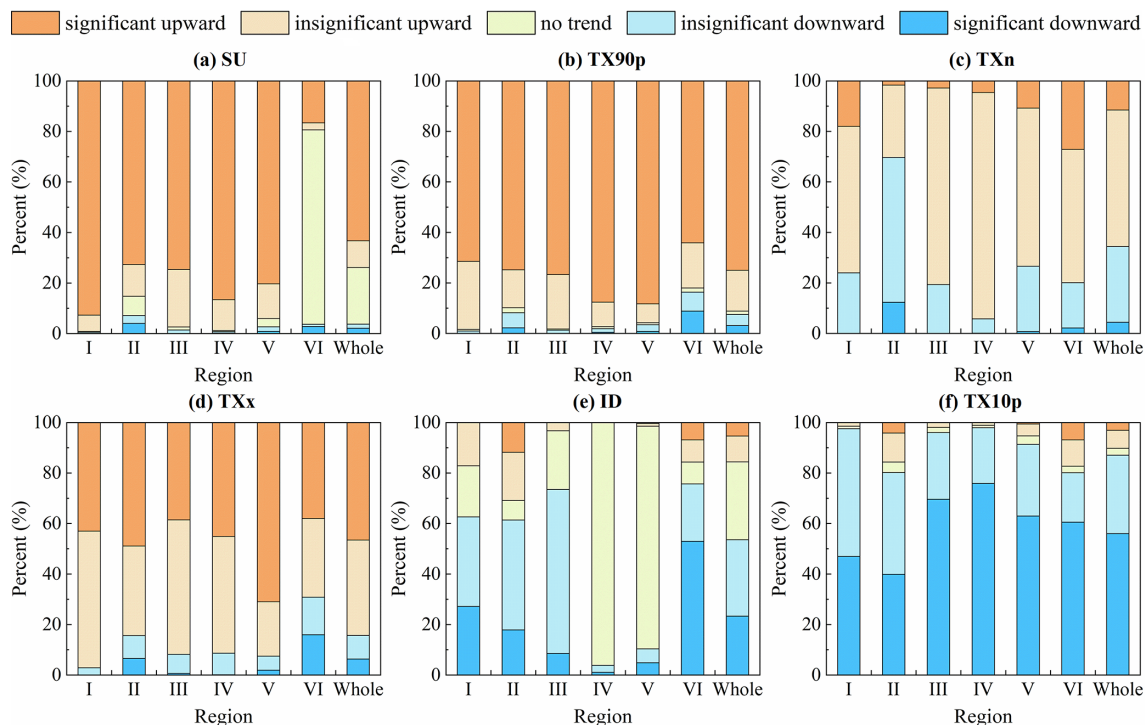 significant upward insignificant upward no trend insignificant downward significant downward
(a) SU (b) TX90p (c) TXn
100 100 100
80 80 80
60 60 60
40 40 40
20 20 20
0 0 0
Percent (%) Percent (%) Percent (%)
I II III IV V VI Whole I II III IV V VI Whole I II III IV V VI Whole
Region Region Region
(d) TXx (e) ID (f) TX10p
100 100 100
80 80 80
60 60 60
40 40 40
20 20 20
0 0 0
Percent (%) Percent (%) Percent (%)
I II III IV V VI Whole I II III IV V VI Whole I II III IV V VI Whole
Region Region Region